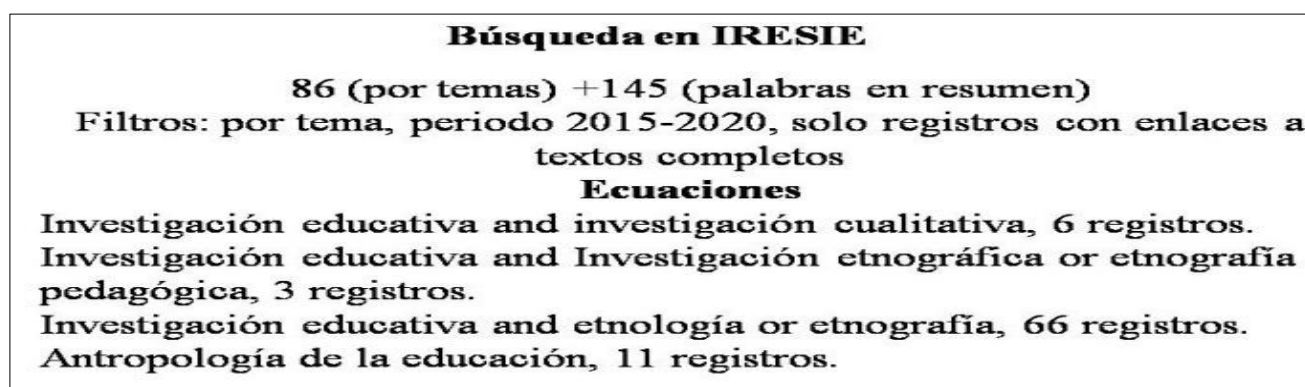 Búsqueda en IRESIE
86 (por temas) +145 (palabras en resumen)
Filtros: por tema, periodo 2015-2020, solo registros con enlaces a
textos completos
Ecuaciones
Investigación educativa and investigación cualitativa, 6 registros.
Investigación educativa and Investigación etnográfica or etnografía
pedagógica, 3 registros.
Investigación educativa and etnología or etnografía, 66 registros.
Antropología de la educación, 11 registros.